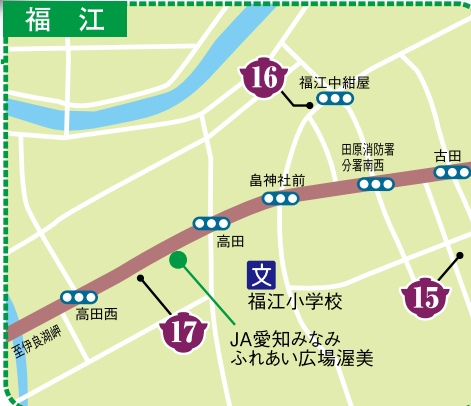 福江
16
福江中紺屋
田原消防署
分署南西
古田
畠神社前
高田
文
福江小学校
15
高田西
17
至伊良湖岬
JA愛知みなみ
ふれあい広場渥美